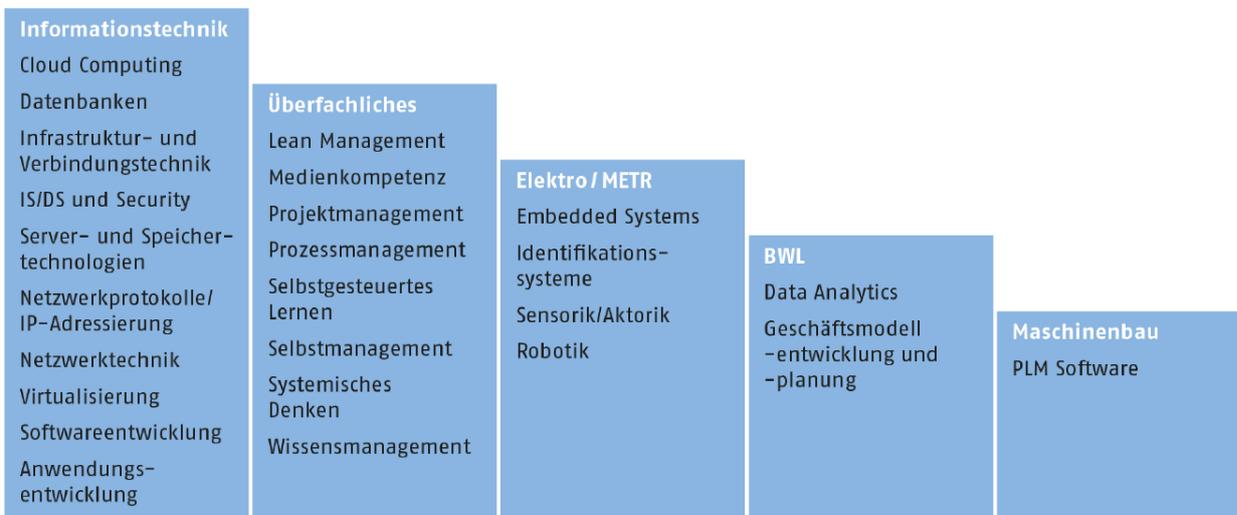 Informationstechnik
Cloud Computing
Datenbanken
Infrastruktur- und
Verbindungstechnik
IS/DS und Security
Server- und Speicher-
technologien
Netzwerkprotokolle/
IP-Adressierung
Netzwerktechnik
Virtualisierung
Softwareentwicklung
Anwendungs-
entwicklung
Überfachliches
Lean Management
Medienkompetenz
Projektmanagement
Prozessmanagement
Selbstgesteuertes
Lernen
Selbstmanagement
Systemisches
Denken
Wissensmanagement
Elektro / METR
Embedded Systems
Identifikations-
systeme
Sensorik/Aktorik
Robotik
BWL
Data Analytics
Geschäftsmodell
-entwicklung und
-planung
Maschinenbau
PLM Software